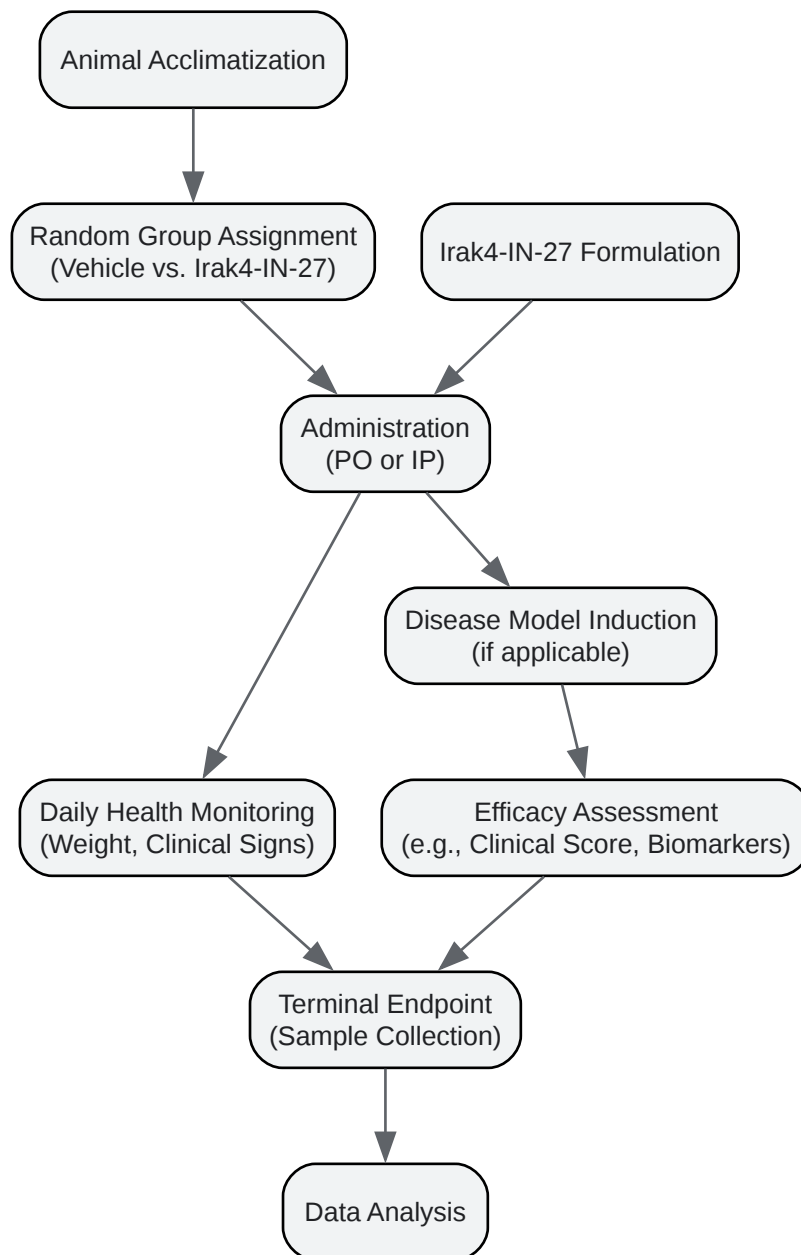 Animal Acclimatization
Random Group Assignment
(Vehicle vs. Irak4-IN-27)
Irak4-IN-27 Formulation
Administration
(PO or IP)
Disease Model Induction
(if applicable)
Daily Health Monitoring
(Weight, Clinical Signs)
Efficacy Assessment
(e.g., Clinical Score, Biomarkers)
Terminal Endpoint
(Sample Collection)
Data Analysis